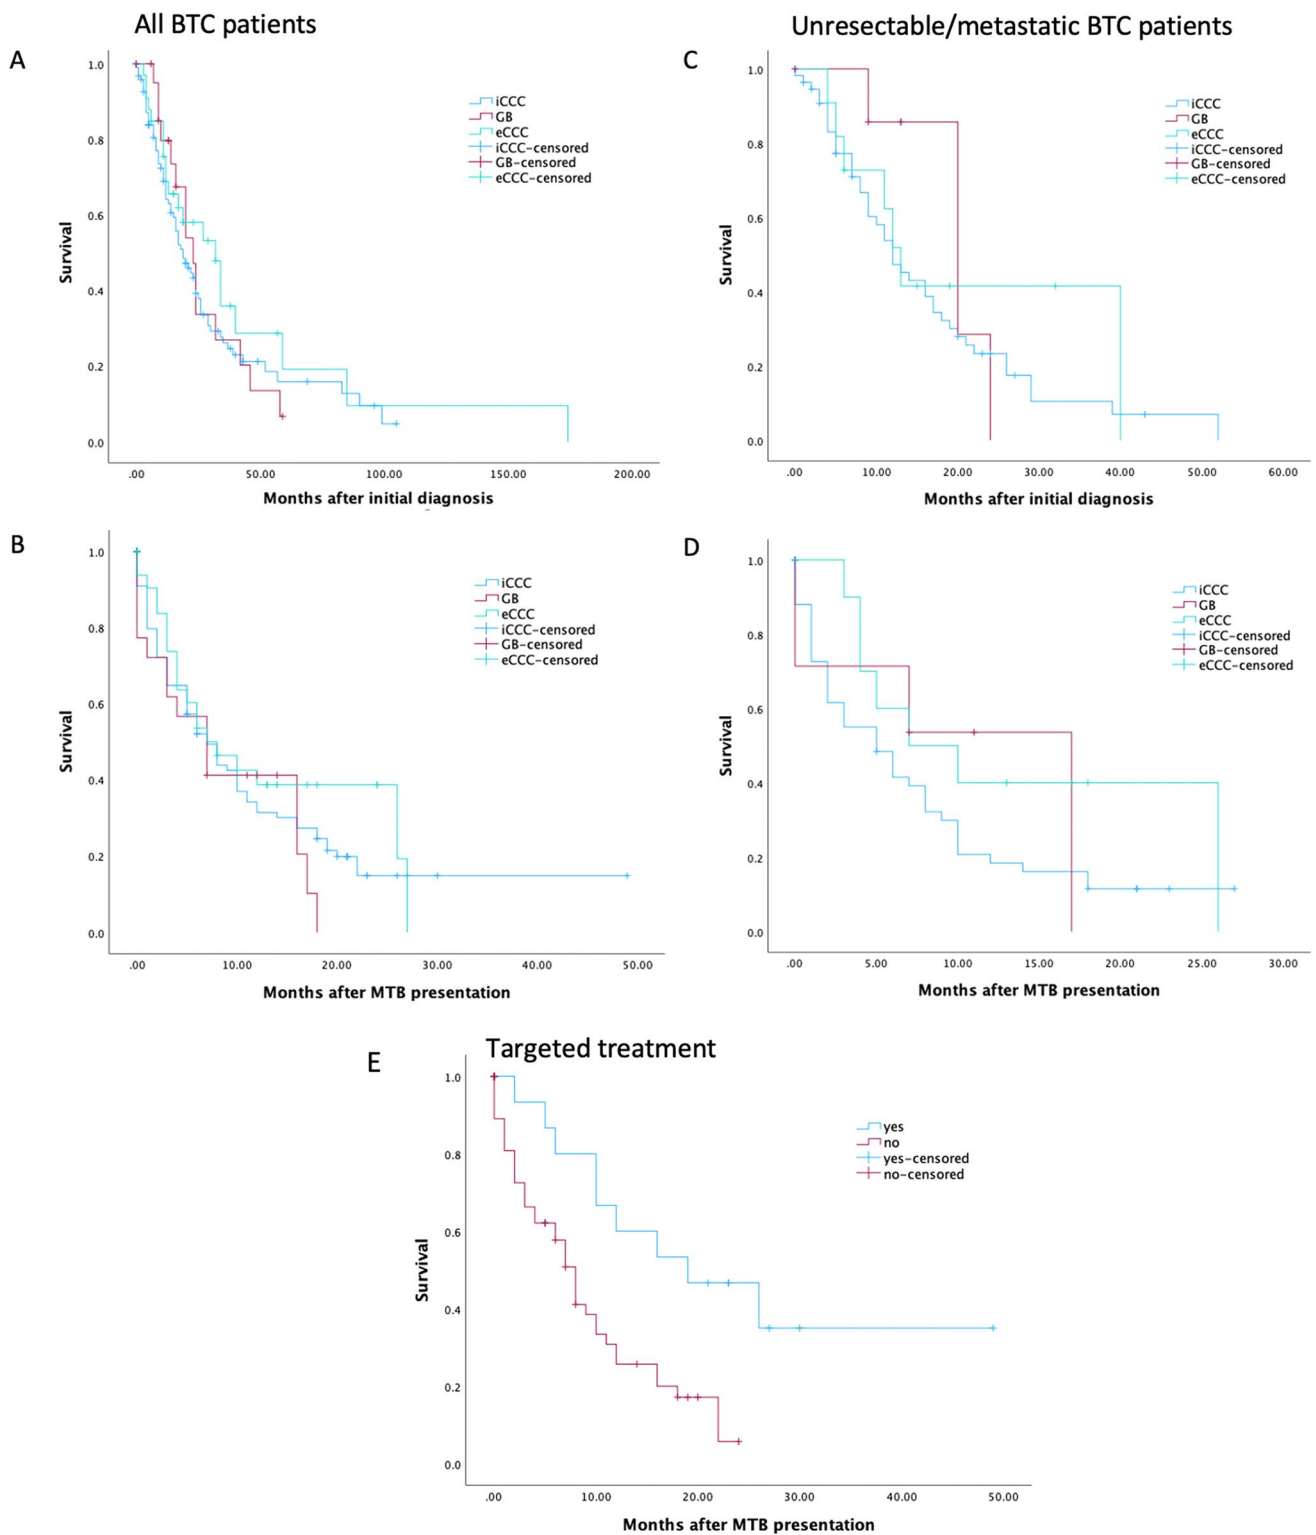 All BTC patients
Unresectable/metastatic BTC patients
A
1.0
0.8
0.6
0.4
0.2
0.0
Survival
iCCC
GB
eCCC
iCCC-censored
GB-censored
eCCC-censored
.00 50.00 100.00 150.00 200.00
Months after initial diagnosis
C
1.0
0.8
0.6
0.4
0.2
0.0
Survival
iCCC
GB
eCCC
iCCC-censored
GB-censored
eCCC-censored
.00 10.00 20.00 30.00 40.00 50.00 60.00
Months after initial diagnosis
B
1.0
0.8
0.6
0.4
0.2
0.0
Survival
iCCC
GB
eCCC
iCCC-censored
GB-censored
eCCC-censored
.00 10.00 20.00 30.00 40.00 50.00
Months after MTB presentation
D
1.0
0.8
0.6
0.4
0.2
0.0
Survival
iCCC
GB
eCCC
iCCC-censored
GB-censored
eCCC-censored
.00 5.00 10.00 15.00 20.00 25.00 30.00
Months after MTB presentation
E
Targeted treatment
1.0
0.8
0.6
0.4
0.2
0.0
Survival
yes
no
yes-censored
no-censored
.00 10.00 20.00 30.00 40.00 50.00
Months after MTB presentation